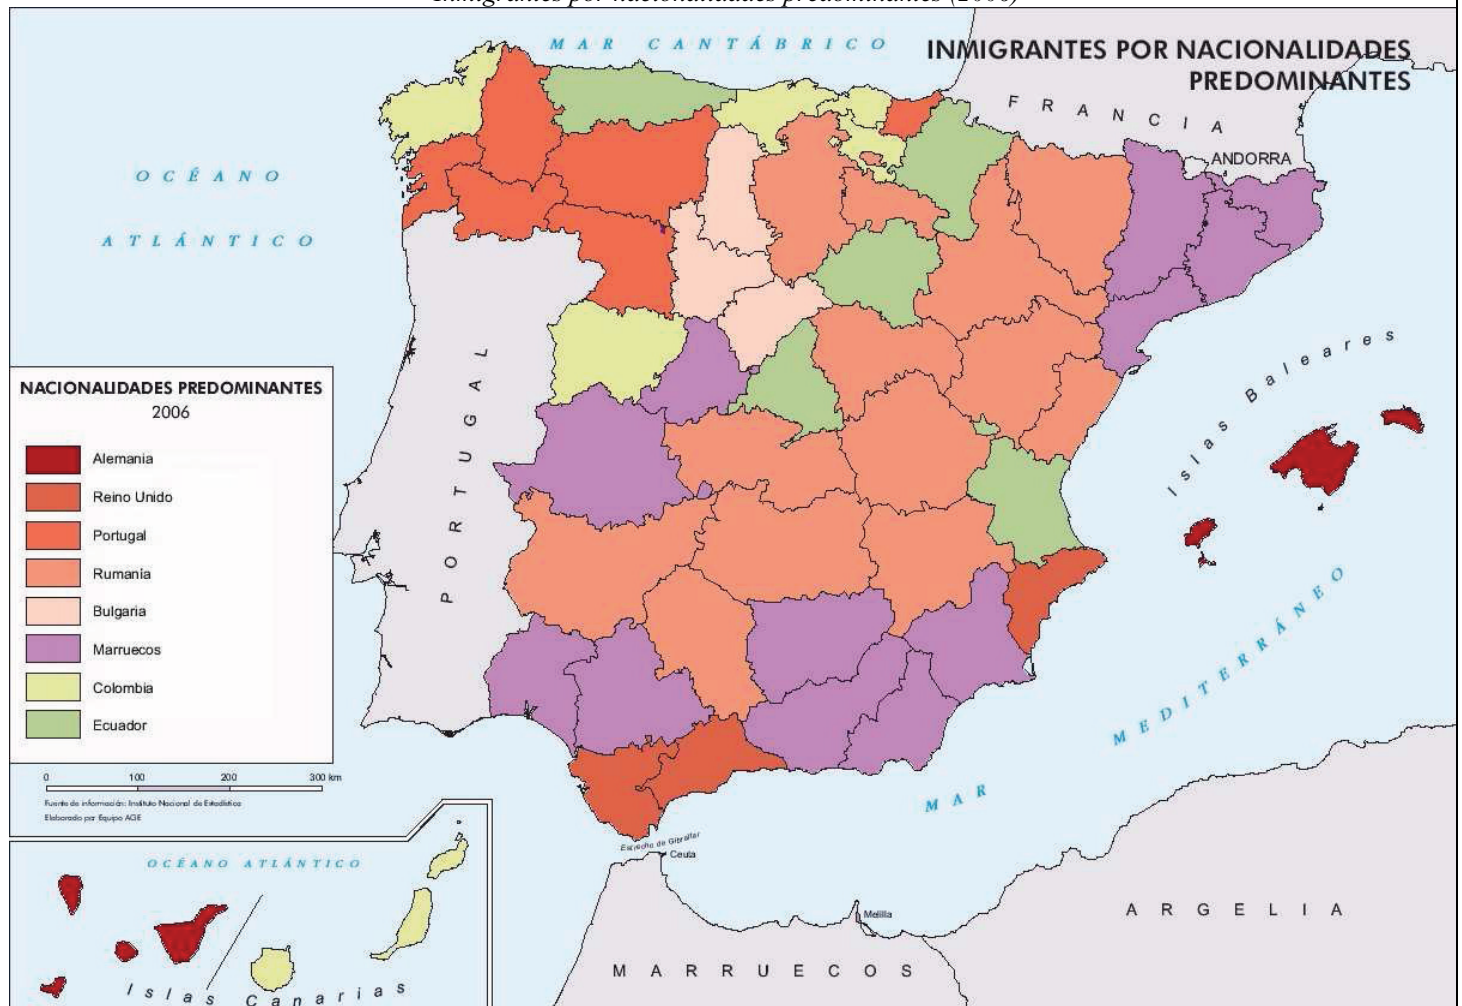 Inmigrantes por nacionalidades predominantes (2006)
MAR CANTÁBRICO
INMIGRANTES POR NACIONALIDADES
PREDOMINANTES
FRANCIA
ANDORRA
OCÉANO
ATLÁNTICO
PORTUGAL
Islas Baleares
NACIONALIDADES PREDOMINANTES
2006
Alemania
Reino Unido
Portugal
Rumanía
Bulgaria
Marruecos
Colombia
Ecuador
0 100 200 300 km
Fuente de información: Instituto Nacional de Estadística
Elaborado por Equipo AGE
MAR MEDITERRÁNEO
Estrecho de Gibraltar
Ceuta
Melilla
OCÉANO ATLÁNTICO
Islas Canarias
ARGELIA
MARRUECOS